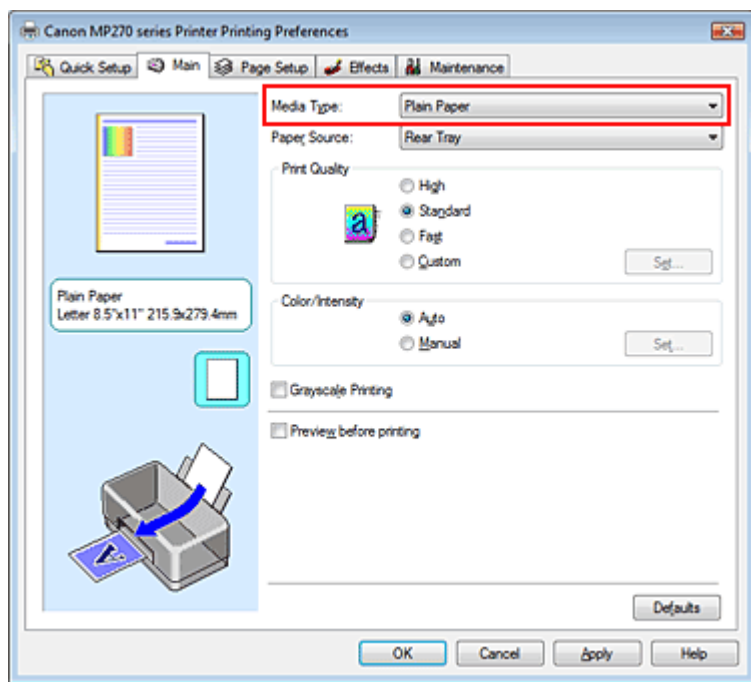 Canon MP270 series Printer Printing Preferences
Quick Setup Main Page Setup Effects Maintenance
Media Type: Plain Paper
Paper Source: Rear Tray
Print Quality
High
a Standard
Fast
Custom Set...
Plain Paper
Letter 8.5"x11" 215.9x279.4mm
Color/Intensity
Auto
Manual Set...
Grayscale Printing
Preview before printing
V
Defaults
OK Cancel Apply Help